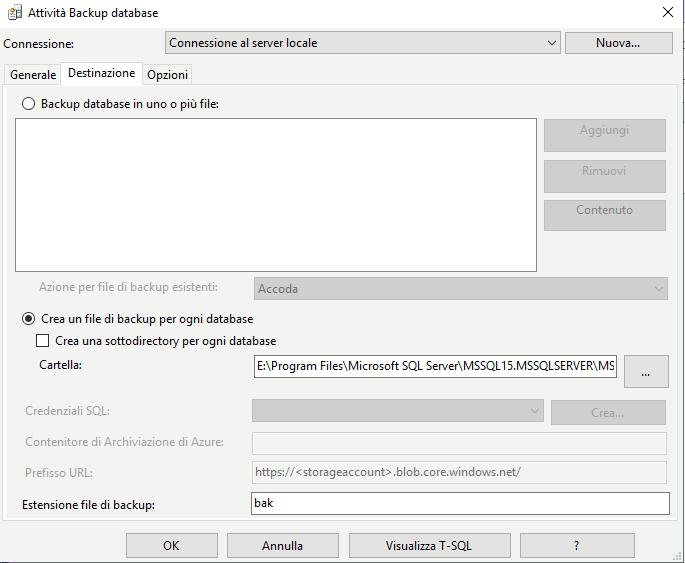 Attività Backup database
Connessione:
Connessione al server locale
Nuova...
Generale
Destinazione
Opzioni
Backup database in uno o più file:
Aggiungi
Rimuovi
Contenuto
Azione per file di backup esistenti:
Accoda
Crea un file di backup per ogni database
Crea una sottodirectory per ogni database
Cartella:
E:\Program Files\Microsoft SQL Server\MSSQL15.MSSQLSERVER\MS
...
Credenziali SQL:
Crea...
Contenitore di Archiviazione di Azure:
Prefisso URL:
https://<storageaccount>.blob.core.windows.net/
Estensione file di backup:
bak
OK
Annulla
Visualizza T-SQL
?